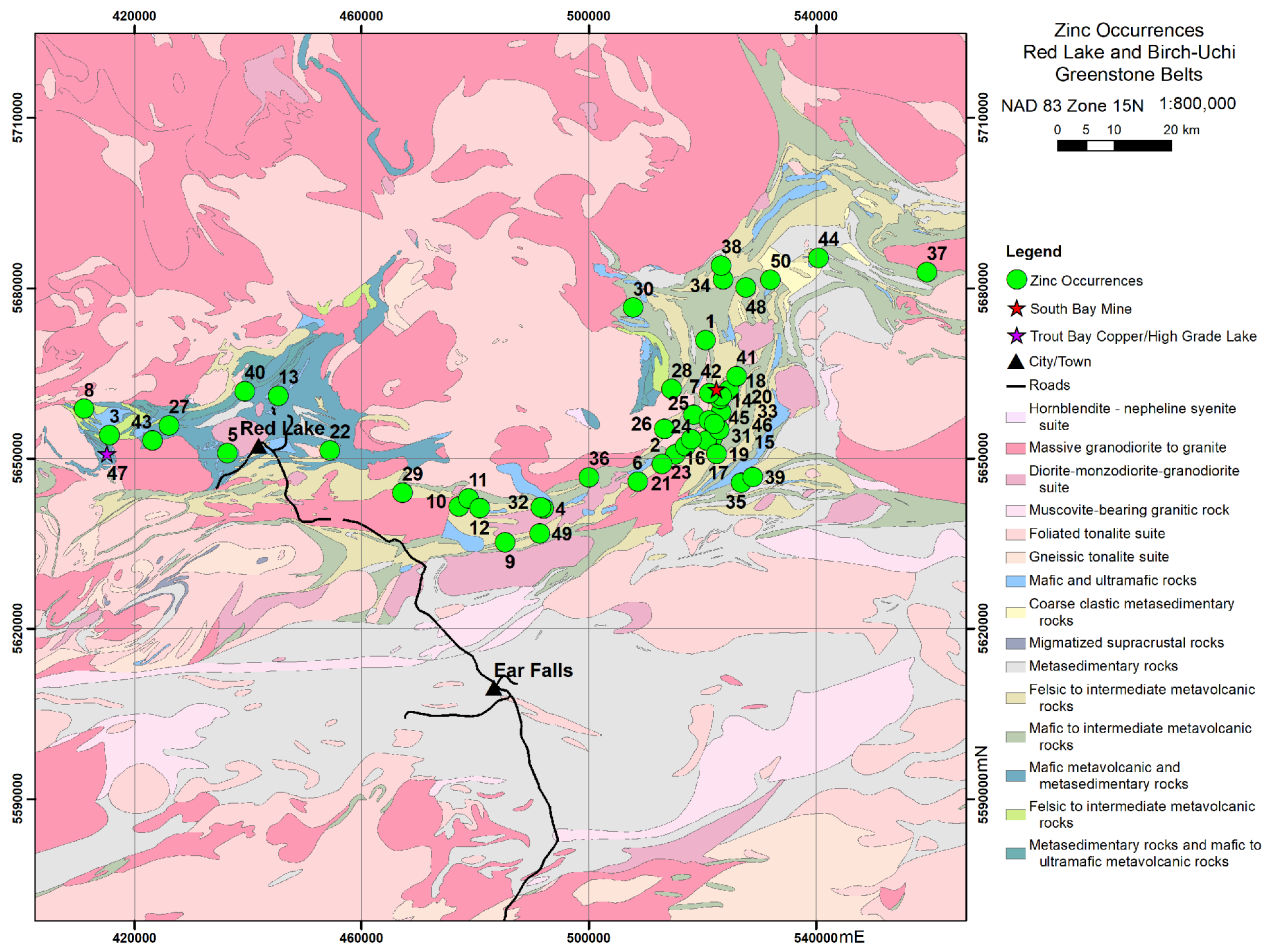 420000
460000
500000
540000
Zinc Occurrences
Red Lake and Birch-Uchi
Greenstone Belts
NAD 83 Zone 15N 1:800,000
0 5 10 20 km
5710000
5710000
38
44
37
50
34
48
5680000
5680000
30
1
41
28
42
7
18
20
14
25
33
45
46
26
24
31
15
2
16
19
23
17
21
6
39
35
36
40
13
8
3
27
43
Red Lake
5
22
47
5650000
5650000
29
11
10
12
32
4
49
9
5620000
5620000
Ear Falls
5590000
5590000mN
420000
460000
500000
540000mE
Legend
Zinc Occurrences
South Bay Mine
Trout Bay Copper/High Grade Lake
City/Town
Roads
Hornblendite - nepheline syenite
suite
Massive granodiorite to granite
Diorite-monzodiorite-granodiorite
suite
Muscovite-bearing granitic rock
Foliated tonalite suite
Gneissic tonalite suite
Mafic and ultramafic rocks
Coarse clastic metasedimentary
rocks
Migmatized supracrustal rocks
Metasedimentary rocks
Felsic to intermediate metavolcanic
rocks
Mafic to intermediate metavolcanic
rocks
Mafic metavolcanic and
metasedimentary rocks
Felsic to intermediate metavolcanic
rocks
Metasedimentary rocks and mafic to
ultramafic metavolcanic rocks